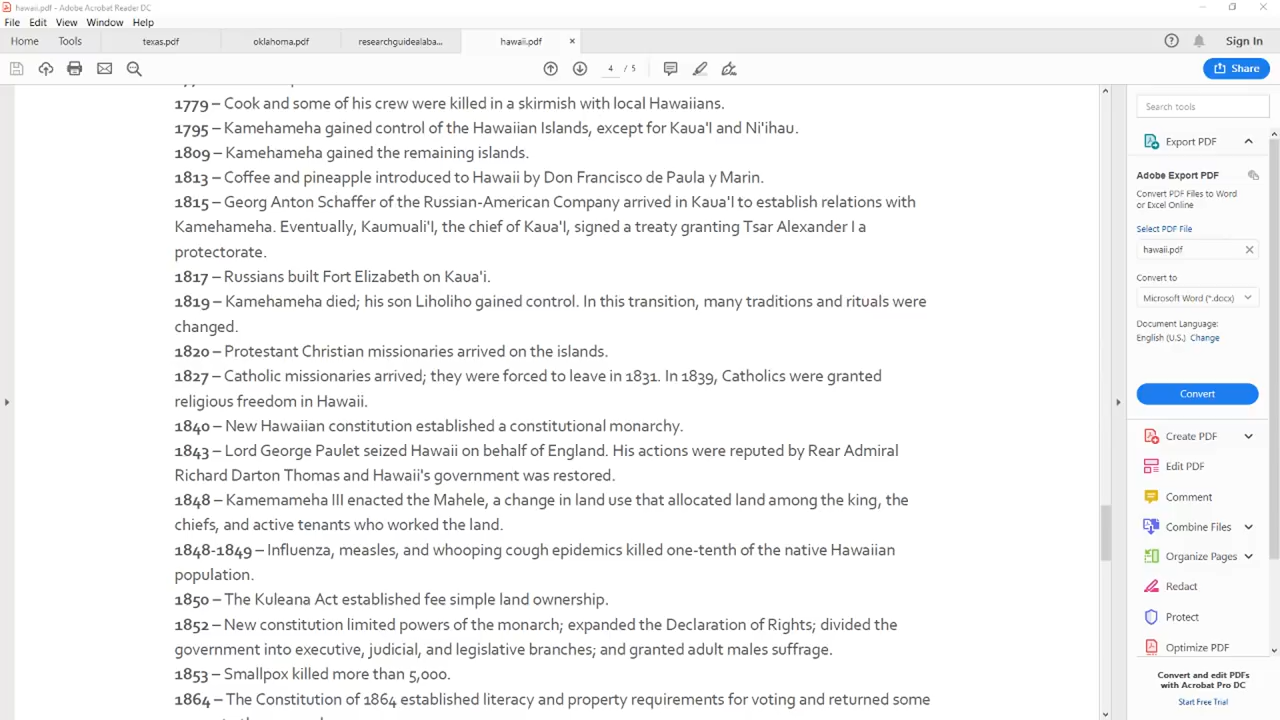 hawaii.pdf - Adobe Acrobat Reader DC
File Edit View Window Help
Home Tools texas.pdf oklahoma.pdf researchguidealaba... hawaii.pdf × Sign In
4 / 5 Share
1779 – Cook and some of his crew were killed in a skirmish with local Hawaiians.
1795 – Kamehameha gained control of the Hawaiian Islands, except for Kaua'I and Ni'ihau.
1809 – Kamehameha gained the remaining islands.
1813 – Coffee and pineapple introduced to Hawaii by Don Francisco de Paula y Marin.
1815 – Georg Anton Schaffer of the Russian-American Company arrived in Kaua'I to establish relations with
Kamehameha. Eventually, Kaumuali'I, the chief of Kaua'I, signed a treaty granting Tsar Alexander I a
protectorate.
1817 – Russians built Fort Elizabeth on Kaua'i.
1819 – Kamehameha died; his son Liholiho gained control. In this transition, many traditions and rituals were
changed.
1820 – Protestant Christian missionaries arrived on the islands.
1827 – Catholic missionaries arrived; they were forced to leave in 1831. In 1839, Catholics were granted
religious freedom in Hawaii.
1840 – New Hawaiian constitution established a constitutional monarchy.
1843 – Lord George Paulet seized Hawaii on behalf of England. His actions were reputed by Rear Admiral
Richard Darton Thomas and Hawaii's government was restored.
1848 – Kamemameha III enacted the Mahele, a change in land use that allocated land among the king, the
chiefs, and active tenants who worked the land.
1848-1849 – Influenza, measles, and whooping cough epidemics killed one-tenth of the native Hawaiian
population.
1850 – The Kuleana Act established fee simple land ownership.
1852 – New constitution limited powers of the monarch; expanded the Declaration of Rights; divided the
government into executive, judicial, and legislative branches; and granted adult males suffrage.
1853 – Smallpox killed more than 5,000.
1864 – The Constitution of 1864 established literacy and property requirements for voting and returned some
Search tools
Export PDF
Adobe Export PDF
Convert PDF Files to Word
or Excel Online
Select PDF File
hawaii.pdf
Convert to
Microsoft Word (*.docx)
Document Language:
English (U.S.) Change
Convert
Create PDF
Edit PDF
Comment
Combine Files
Organize Pages
Redact
Protect
Optimize PDF
Convert and edit PDFs
with Acrobat Pro DC
Start Free Trial